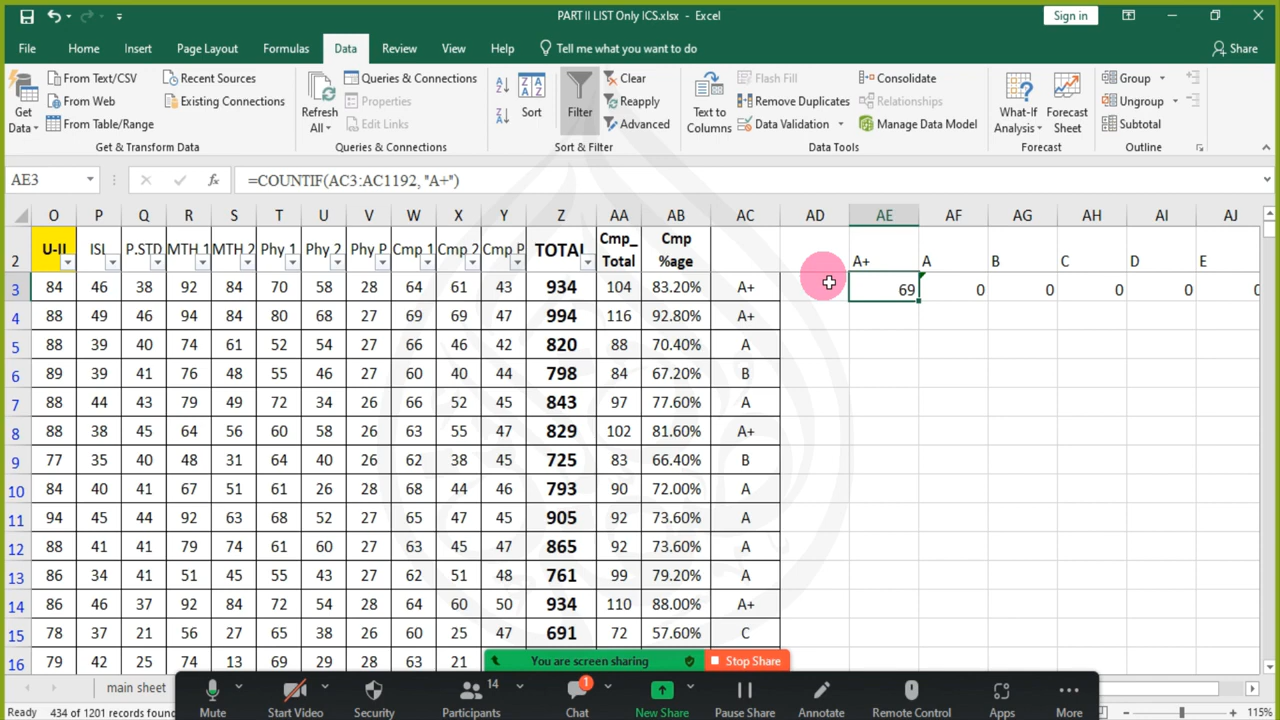 PART II LIST Only ICS.xlsx - Excel
Sign in
File Home Insert Page Layout Formulas Data Review View Help Tell me what you want to do Share
Get Data
From Text/CSV
From Web
From Table/Range
Recent Sources
Existing Connections
Get & Transform Data
Refresh All
Queries & Connections
Properties
Edit Links
Queries & Connections
Sort
Filter
Clear
Reapply
Advanced
Sort & Filter
Text to Columns
Flash Fill
Remove Duplicates
Data Validation
Consolidate
Relationships
Manage Data Model
Data Tools
What-If Analysis
Forecast Sheet
Forecast
Group
Ungroup
Subtotal
Outline
AE3 fx =COUNTIF(AC3:AC1192, "A+")
O P Q R S T U V W X Y Z AA AB AC AD AE AF AG AH AI AJ
2 U-II ISL P.STD MTH 1 MTH 2 Phy 1 Phy 2 Phy P Cmp 1 Cmp 2 Cmp P TOTAL Cmp_ Total Cmp %age A+ A B C D E
3 84 46 38 92 84 70 58 28 64 61 43 934 104 83.20% A+ 69 0 0 0 0 0
4 88 49 46 94 84 80 68 27 69 69 47 994 116 92.80% A+
5 88 39 40 74 61 52 54 27 66 46 42 820 88 70.40% A
6 89 39 41 76 48 55 46 27 60 40 44 798 84 67.20% B
7 88 44 43 79 49 72 34 26 66 52 45 843 97 77.60% A
8 88 38 45 64 56 60 58 26 63 55 47 829 102 81.60% A+
9 77 35 40 48 31 64 40 26 62 38 45 725 83 66.40% B
10 84 40 41 67 51 61 26 28 68 44 46 793 90 72.00% A
11 94 45 44 92 63 68 52 27 65 47 45 905 92 73.60% A
12 88 41 41 79 74 61 60 27 63 45 47 865 92 73.60% A
13 86 34 41 51 45 55 43 27 62 51 48 761 99 79.20% A
14 86 46 37 92 84 72 54 28 64 60 50 934 110 88.00% A+
15 78 37 21 56 27 65 38 26 60 25 47 691 72 57.60% C
16 79 42 25 74 13 69 29 28 63 21
You are screen sharing Stop Share
main sheet
Mute Start Video Security Participants 14 Chat 1 New Share Pause Share Annotate Remote Control Apps More
Ready 434 of 1201 records found 115%